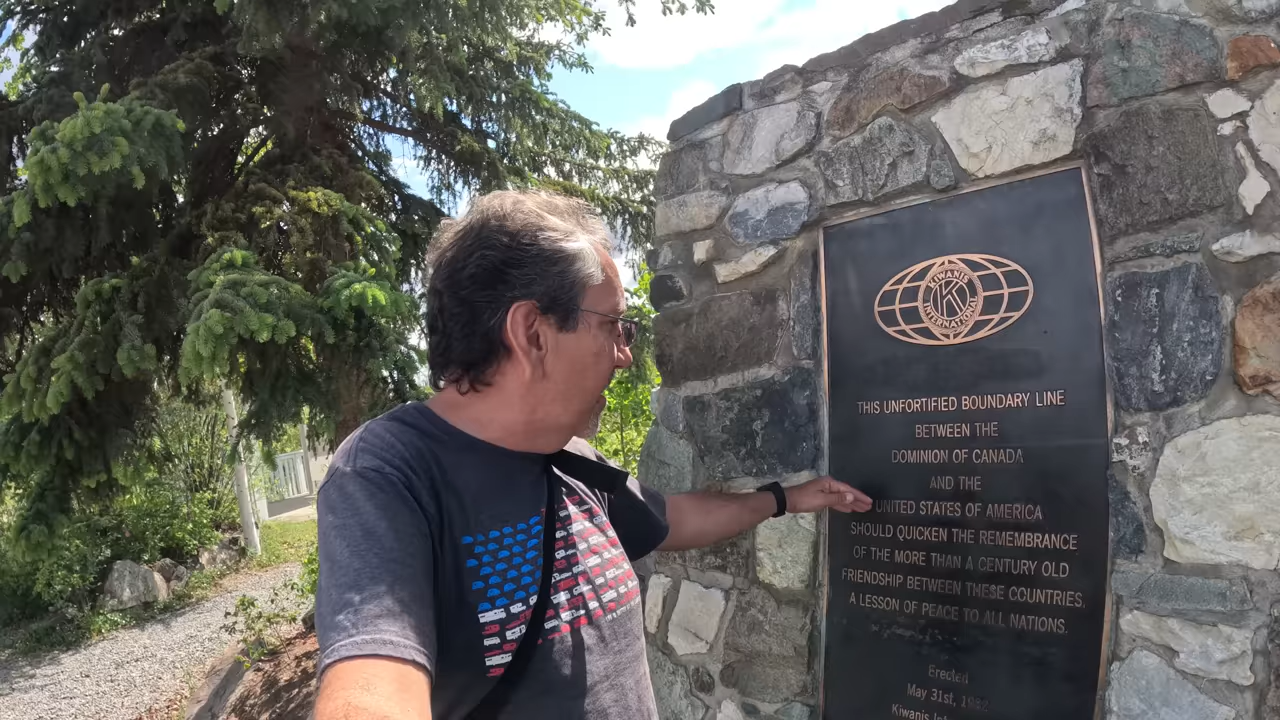 KIWANIS
K
INTERNATIONAL
THIS UNFORTIFIED BOUNDARY LINE
BETWEEN THE
DOMINION OF CANADA
AND THE
UNITED STATES OF AMERICA
SHOULD QUICKEN THE REMEMBRANCE
OF THE MORE THAN A CENTURY OLD
FRIENDSHIP BETWEEN THESE COUNTRIES.
A LESSON OF PEACE TO ALL NATIONS.
Erected
May 31st,
Kiwanis